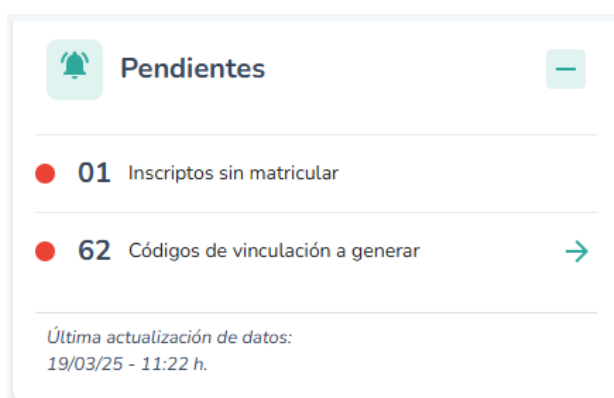 Pendientes
01 Inscriptos sin matricular
62 Códigos de vinculación a generar
Última actualización de datos:
19/03/25 - 11:22 h.